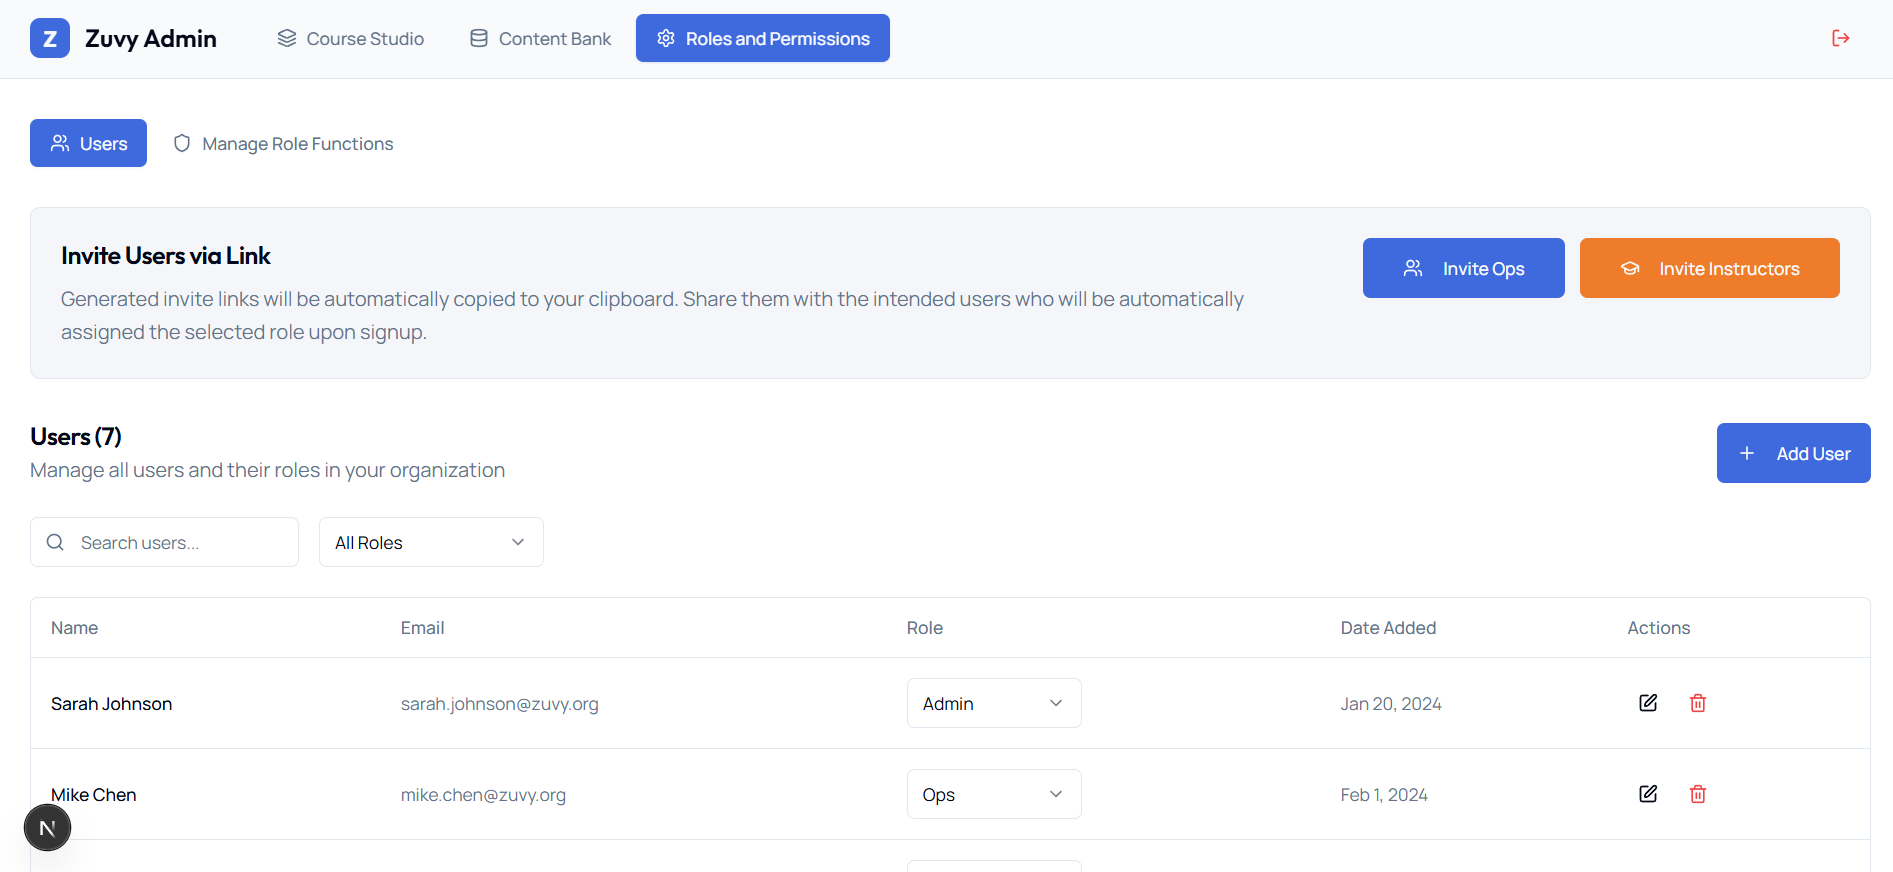 Z Zuvy Admin Course Studio Content Bank Roles and Permissions
Users Manage Role Functions
Invite Users via Link
Generated invite links will be automatically copied to your clipboard. Share them with the intended users who will be automatically
assigned the selected role upon signup.
Invite Ops Invite Instructors
Users (7)
Manage all users and their roles in your organization
Add User
Search users... All Roles
Name Email Role Date Added Actions
Sarah Johnson sarah.johnson@zuvy.org Admin Jan 20, 2024
Mike Chen mike.chen@zuvy.org Ops Feb 1, 2024
N